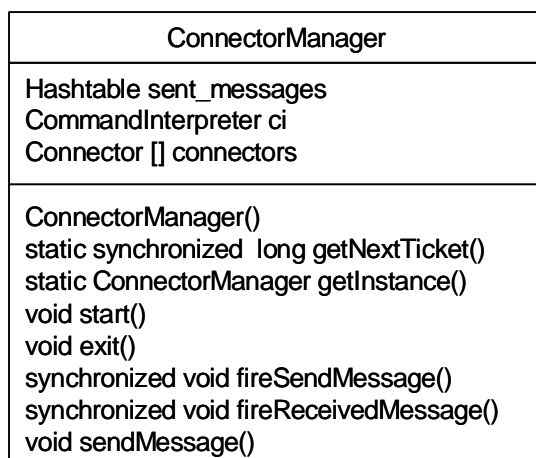 ConnectorManager
Hashtable sent_messages
CommandInterpreter ci
Connector [] connectors
ConnectorManager()
static synchronized long getNextTicket()
static ConnectorManager getInstance()
void start()
void exit()
synchronized void fireSendMessage()
synchronized void fireReceivedMessage()
void sendMessage()